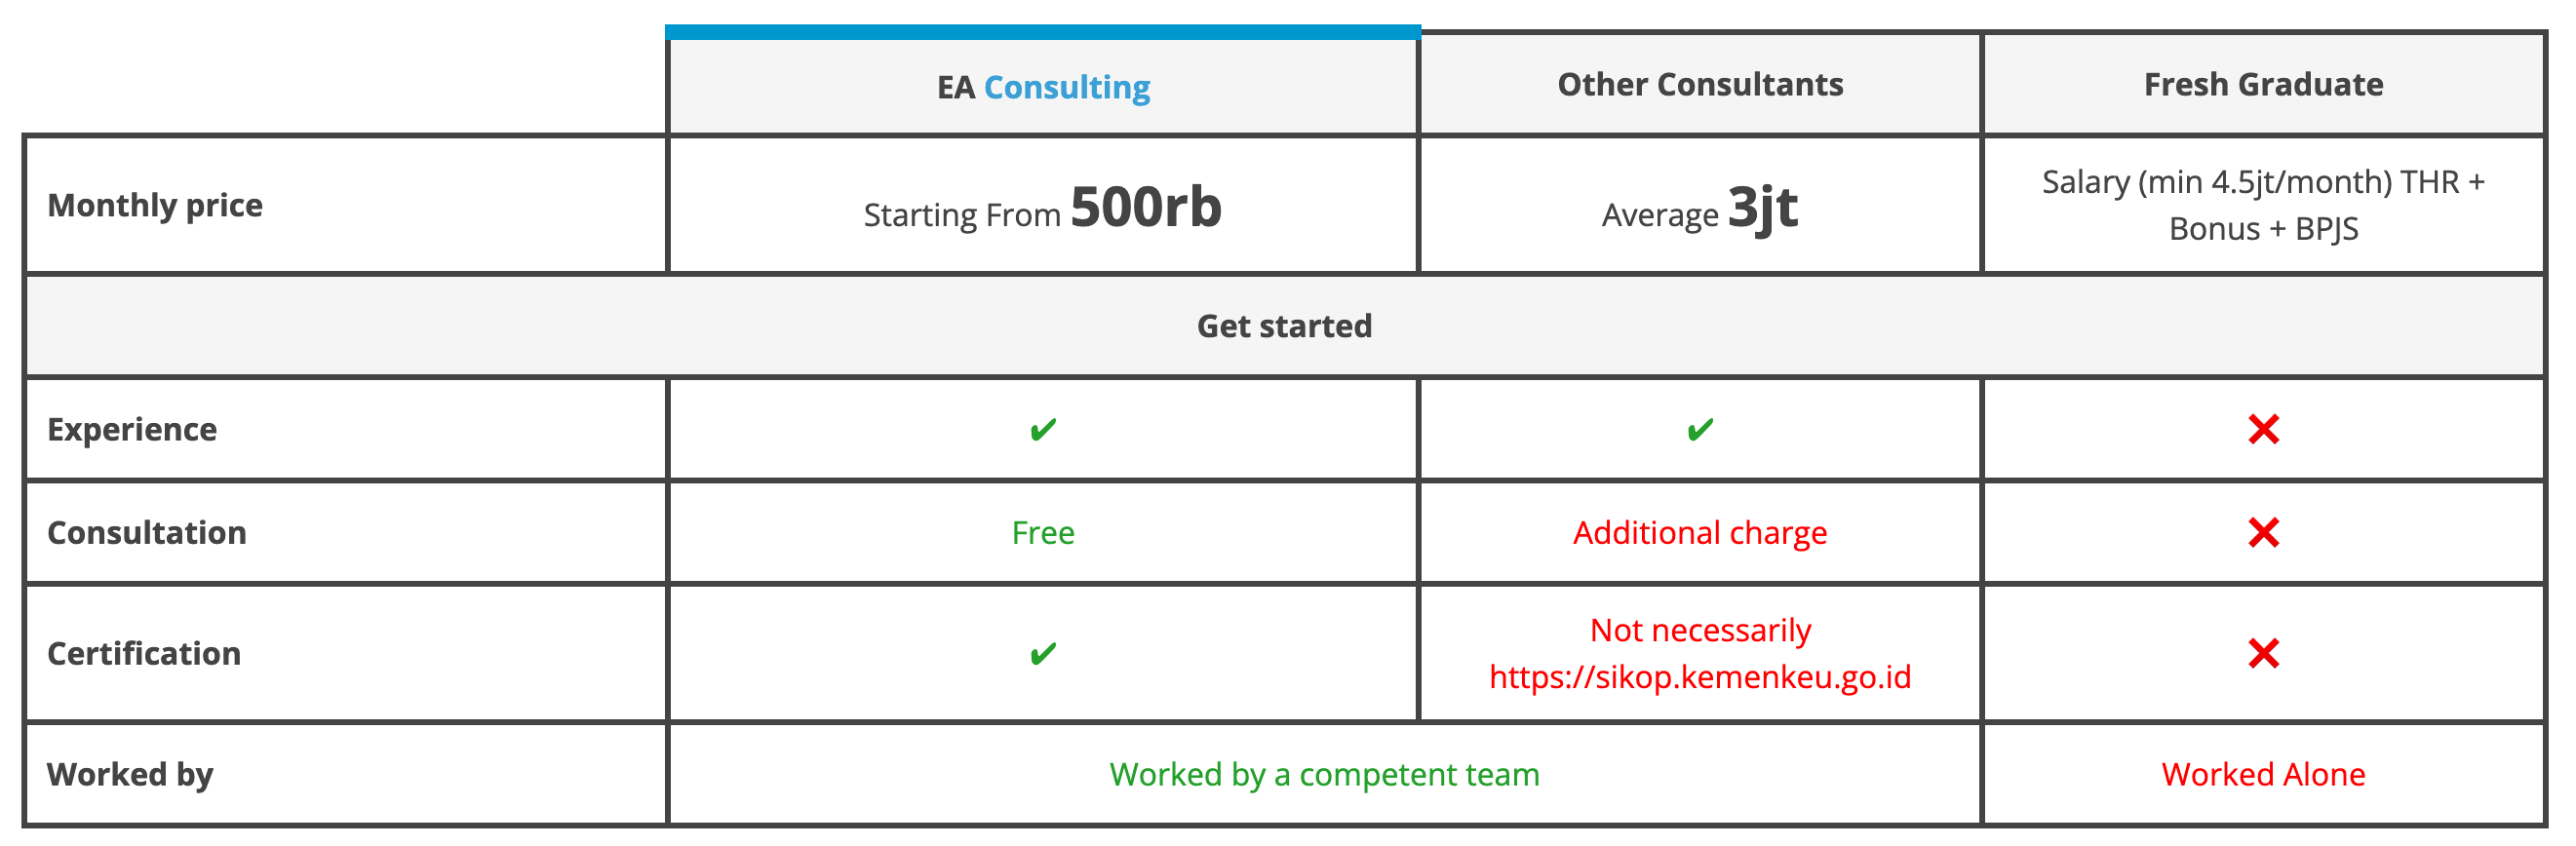 EA Consulting
Other Consultants
Fresh Graduate
Monthly price
Starting From 500rb
Average 3jt
Salary (min 4.5jt/month) THR +
Bonus + BPJS
Get started
Experience
✔
✔
❌
Consultation
Free
Additional charge
❌
Certification
✔
Not necessarily
https://sikop.kemenkeu.go.id
❌
Worked by
Worked by a competent team
Worked Alone